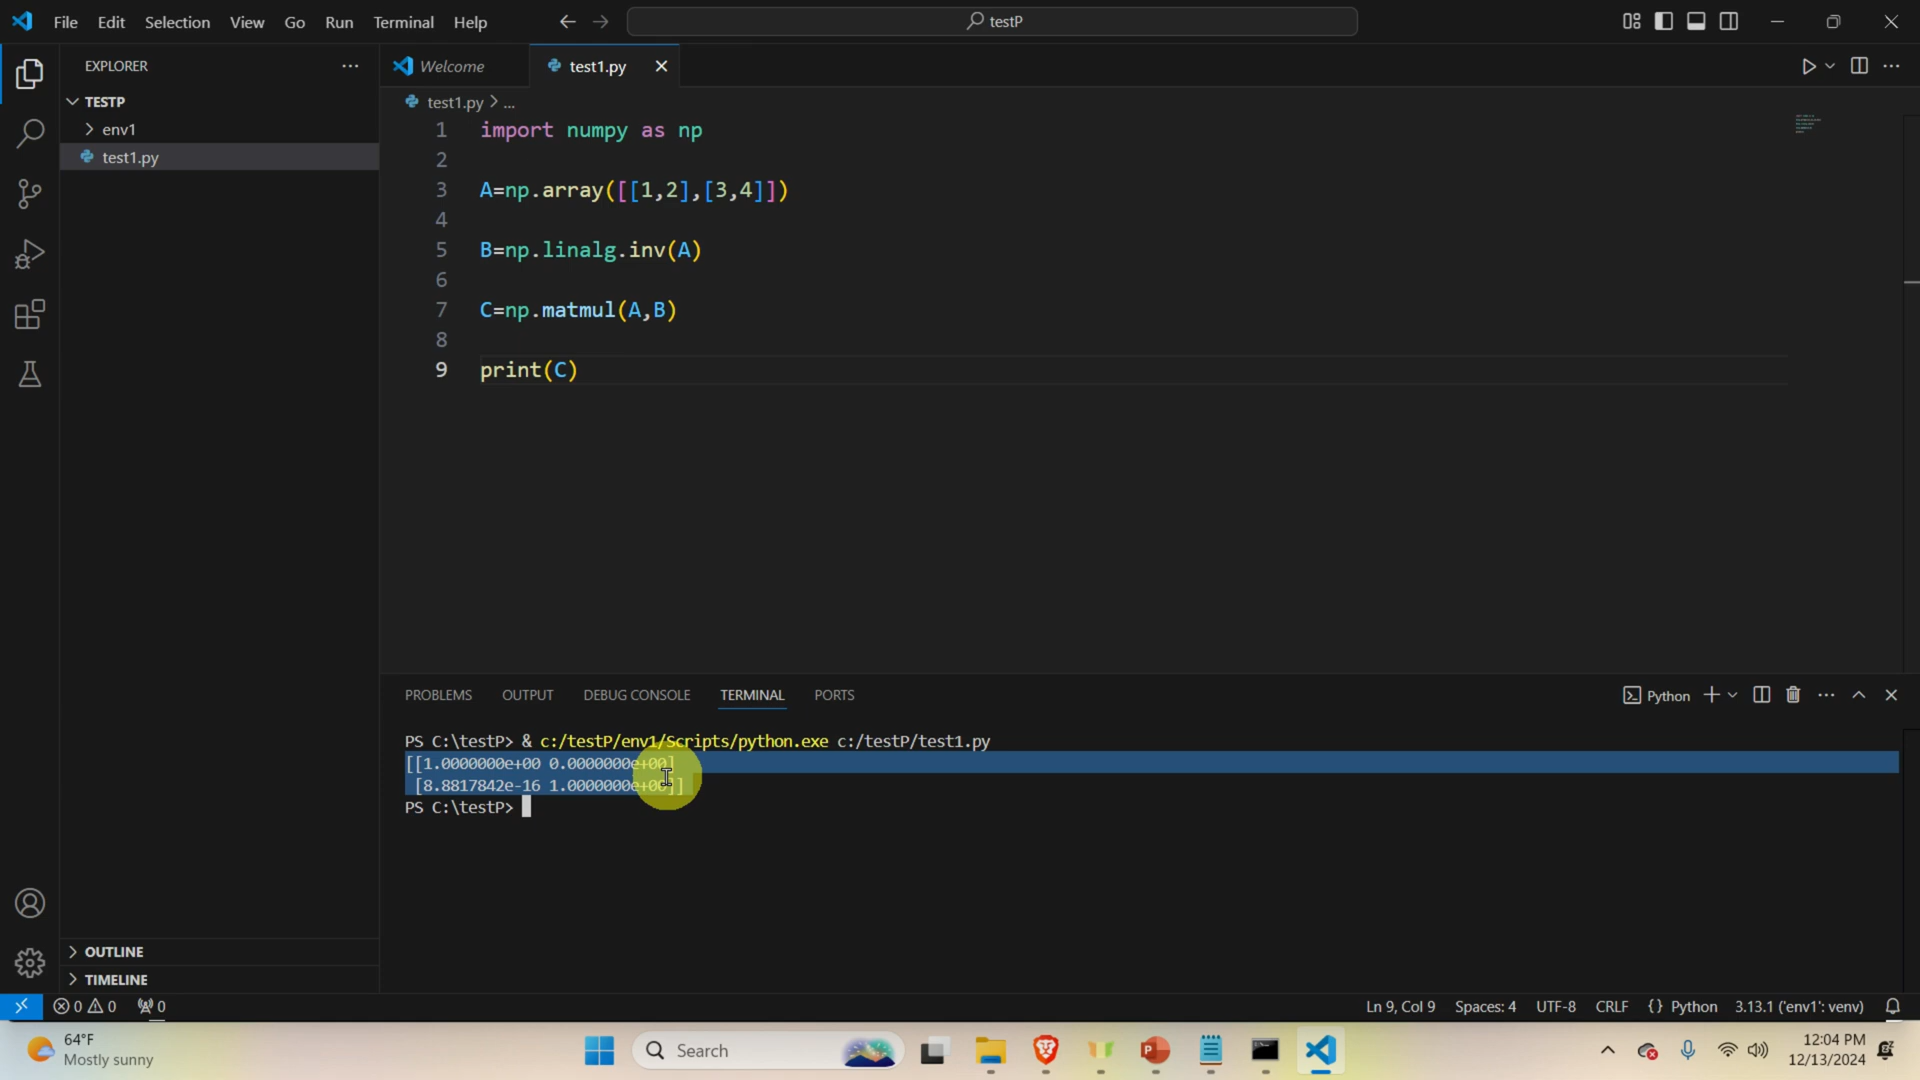 File Edit Selection View Go Run Terminal Help
testP
EXPLORER
TESTP
env1
test1.py
OUTLINE
TIMELINE
Welcome
test1.py
test1.py > ...
1 import numpy as np
2
3 A=np.array([[1,2],[3,4]])
4
5 B=np.linalg.inv(A)
6
7 C=np.matmul(A,B)
8
9 print(C)
PROBLEMS OUTPUT DEBUG CONSOLE TERMINAL PORTS
Python
PS C:\testP> & c:/testP/env1/Scripts/python.exe c:/testP/test1.py
[[1.0000000e+00 0.0000000e+00]
[8.8817842e-16 1.0000000e+00]]
PS C:\testP>
0 0 0
Ln 9, Col 9 Spaces: 4 UTF-8 CRLF {} Python 3.13.1 ('env1': venv)
64°F
Mostly sunny
Search
12:04 PM
12/13/2024